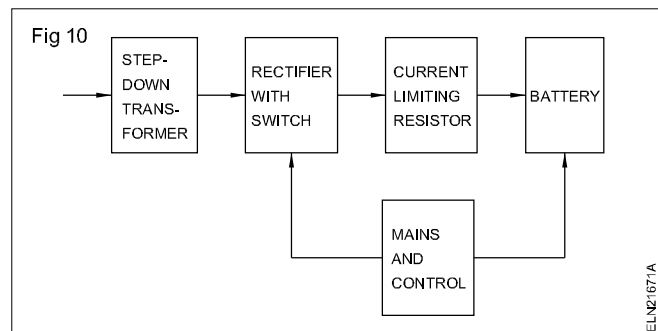 Fig 10
STEP-
DOWN
TRANS-
FORMER
RECTIFIER
WITH
SWITCH
CURRENT
LIMITING
RESISTOR
BATTERY
MAINS
AND
CONTROL
ELN21671A